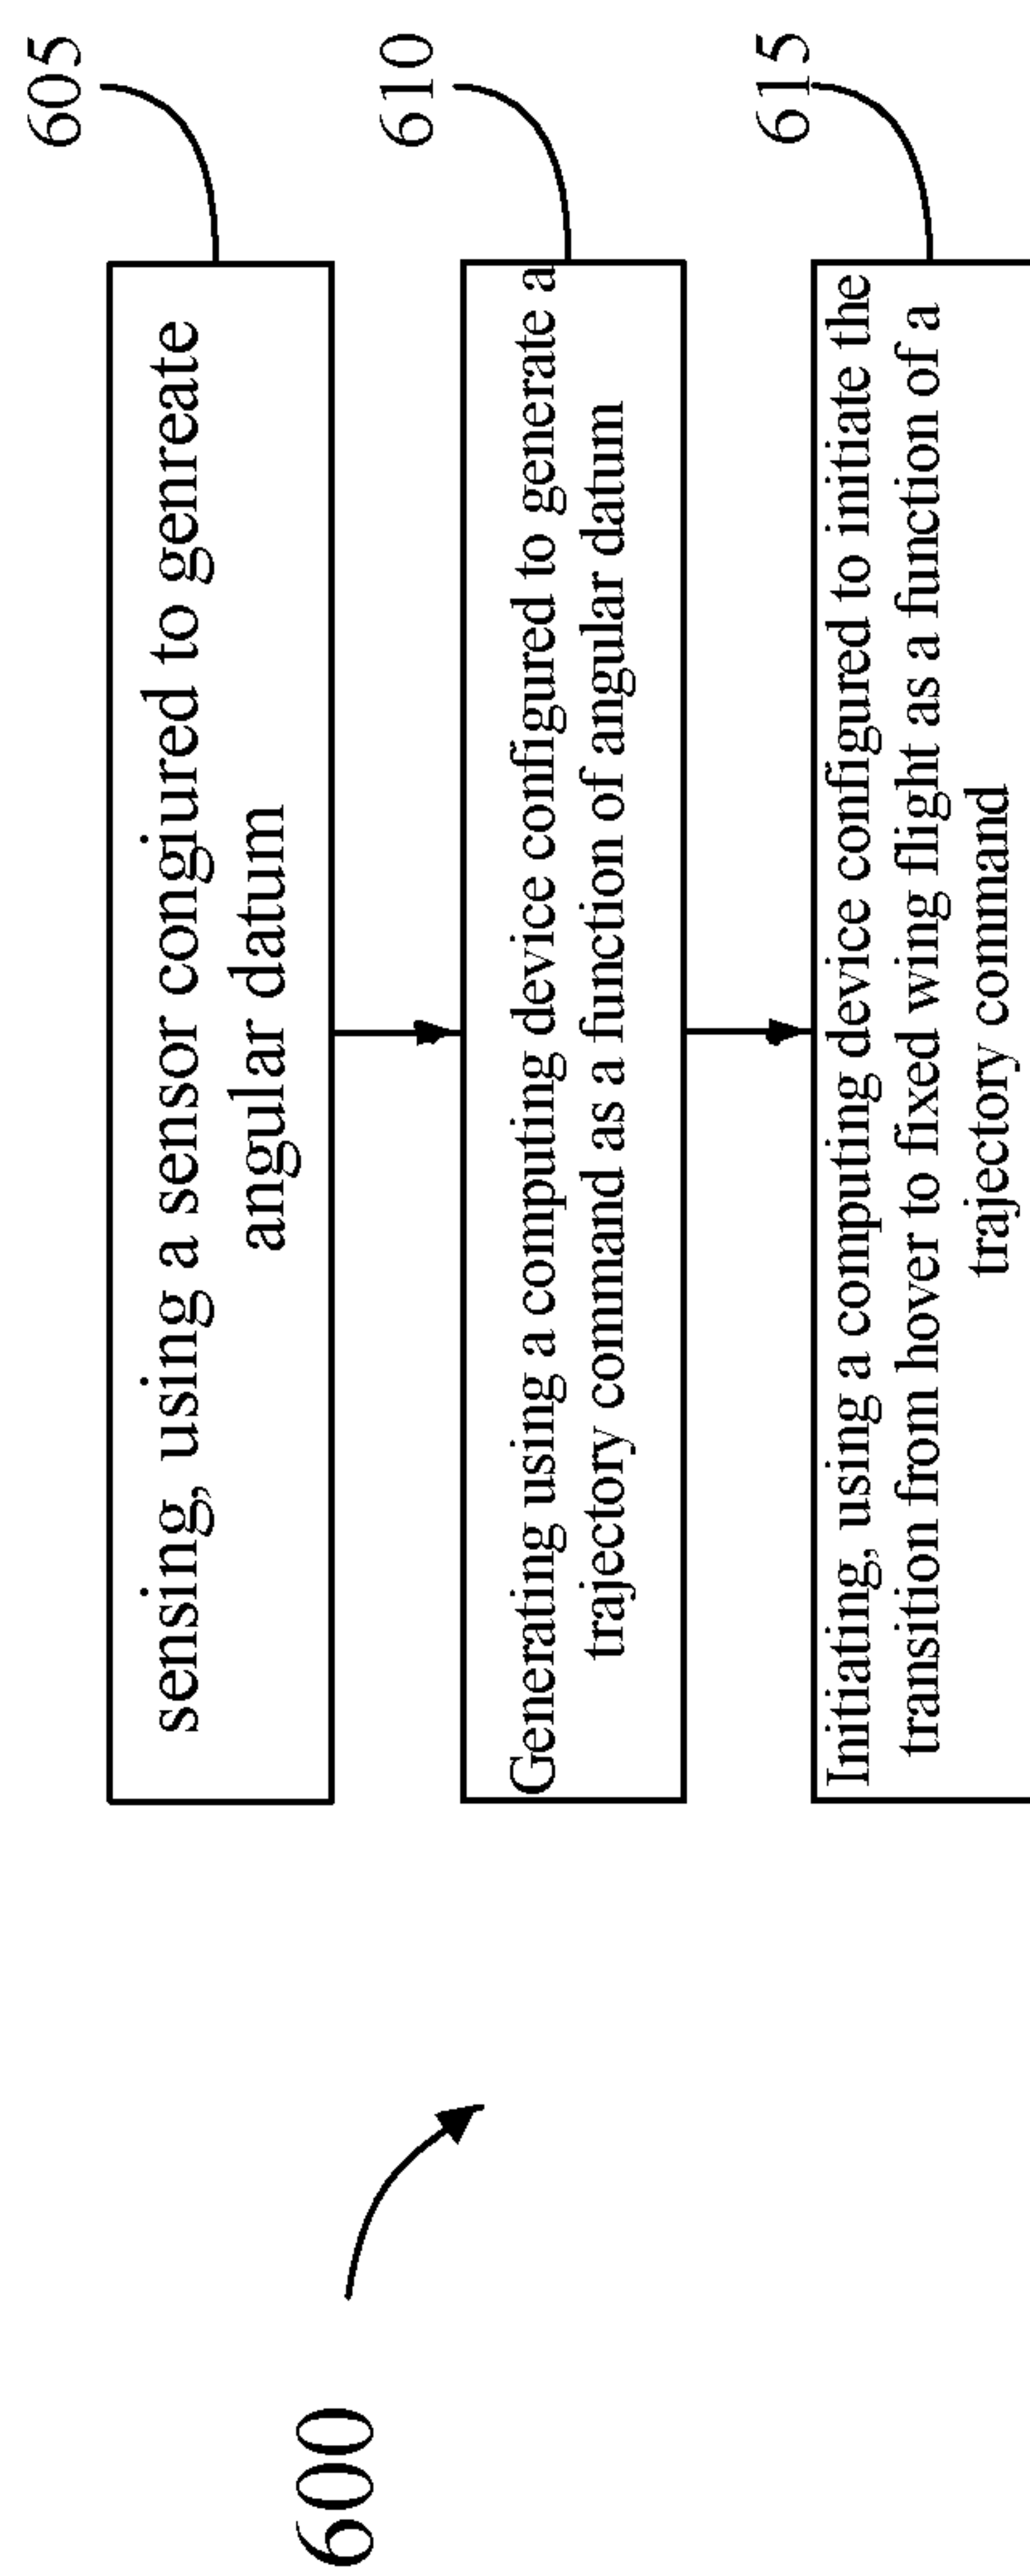 600
605
sensing, using a sensor congiured to genreate
angular datum
610
Generating using a computing device configured to generate a
trajectory command as a function of angular datum
615
Initiating, using a computing device configured to initiate the
transition from hover to fixed wing flight as a function of a
trajectory command